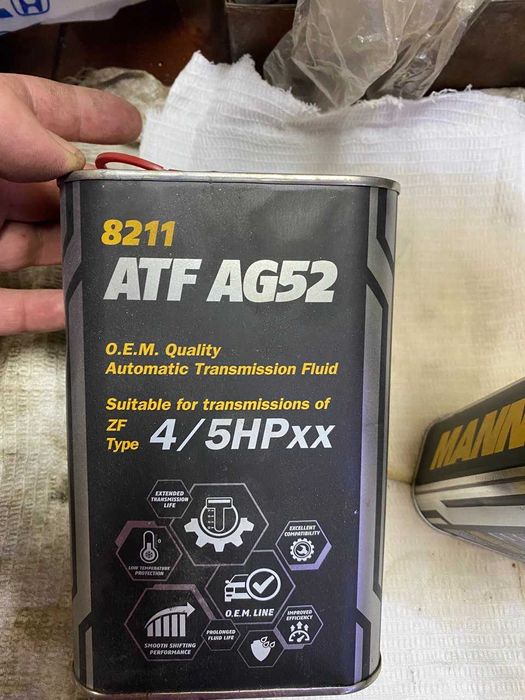 8211
ATF AG52
O.E.M. Quality
Automatic Transmission Fluid
Suitable for transmissions of
ZF
Type 4/5HPxx
EXTENDED
TRANSMISSION
LIFE
EXCELLENT
COMPATIBILITY
LOW TEMPERATURE
PROTECTION
O.E.M. LINE
SMOOTH SHIFTING
PERFORMANCE
PROLONGED
FLUID LIFE
IMPROVED
EFFICIENCY
MANN